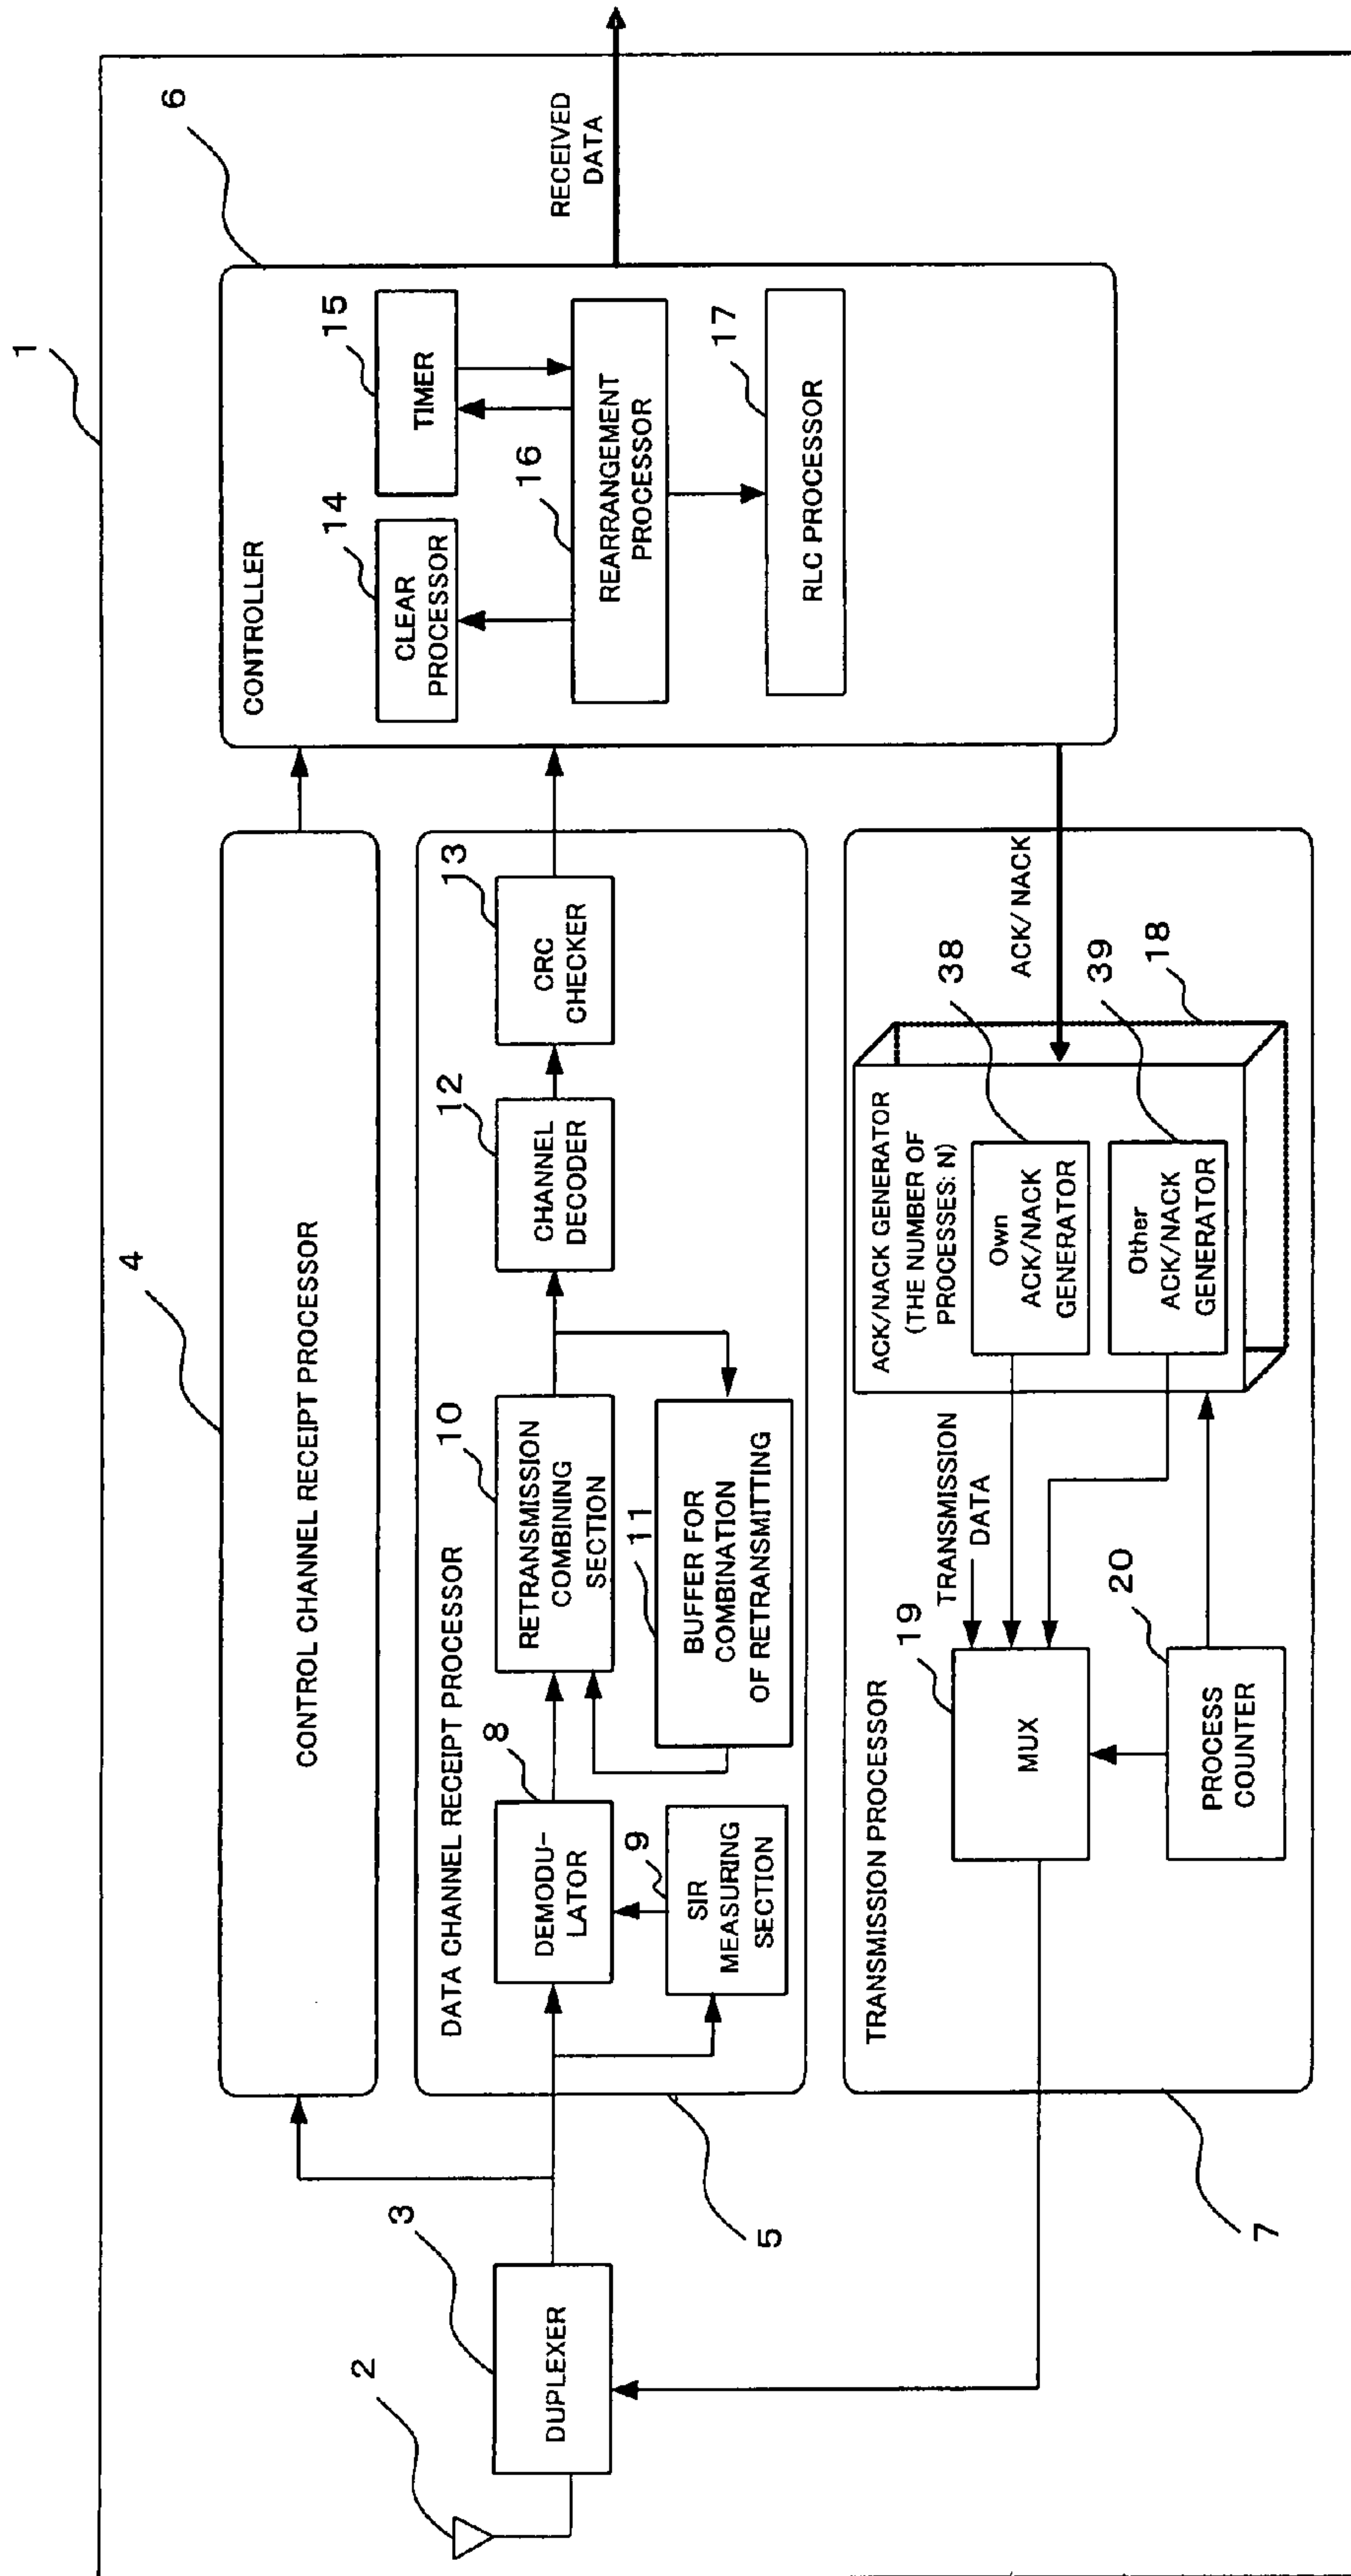 1
2
3
DUPLEXER
4
CONTROL CHANNEL RECEIPT PROCESSOR
5
DATA CHANNEL RECEIPT PROCESSOR
8
DEMODU-
LATOR
9
SIR
MEASURING
SECTION
10
RETRANSMISSION
COMBINING
SECTION
11
BUFFER FOR
COMBINATION
OF RETRANSMITTING
12
CHANNEL
DECODER
13
CRC
CHECKER
6
CONTROLLER
14
CLEAR
PROCESSOR
15
TIMER
16
REARRANGEMENT
PROCESSOR
17
RLC PROCESSOR
RECEIVED
DATA
7
TRANSMISSION PROCESSOR
19
MUX
TRANSMISSION
DATA
20
PROCESS
COUNTER
ACK/NACK GENERATOR
(THE NUMBER OF
PROCESSES: N)
38
Own
ACK/NACK
GENERATOR
39
Other
ACK/NACK
GENERATOR
18
ACK/ NACK